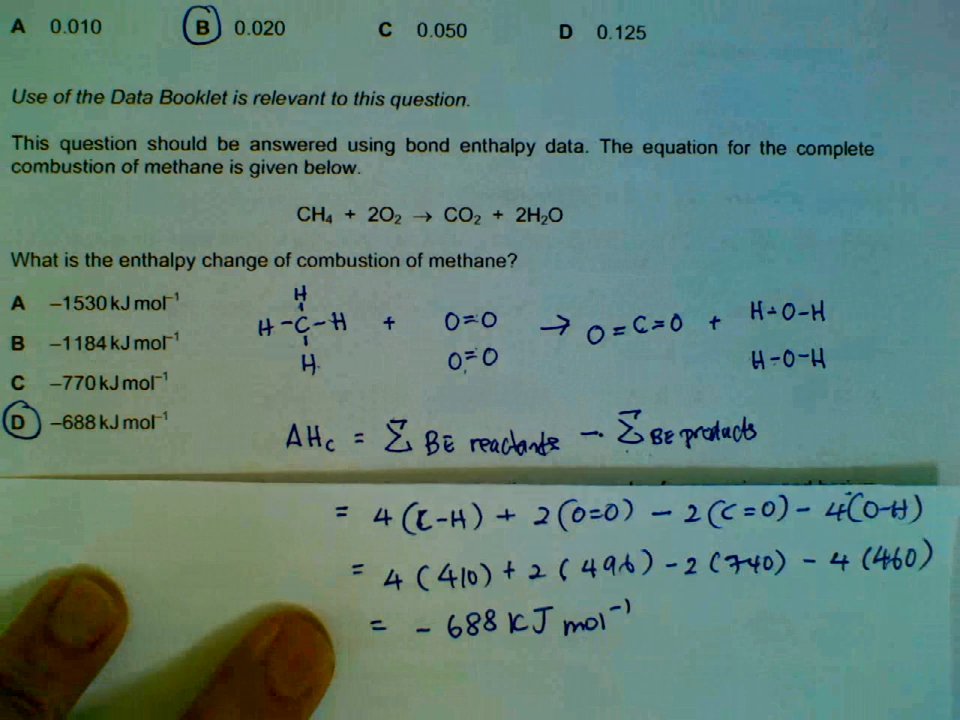 A 0.010 B 0.020 C 0.050 D 0.125
Use of the Data Booklet is relevant to this question.
This question should be answered using bond enthalpy data. The equation for the complete
combustion of methane is given below.
CH₄ + 2O₂ → CO₂ + 2H₂O
What is the enthalpy change of combustion of methane?
A −1530 kJ mol⁻¹
B −1184 kJ mol⁻¹
C −770 kJ mol⁻¹
D −688 kJ mol⁻¹
H
H-C-H + O=O → O=C=O + H-O-H
H O=O H-O-H
ΔHc = Σ BE reactants − Σ BE products
= 4(C-H) + 2(O=O) − 2(C=O) − 4(O-H)
= 4(410) + 2(496) − 2(740) − 4(460)
= −688 KJ mol⁻¹